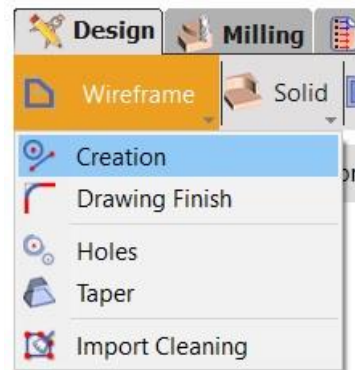 Design Milling
Wireframe Solid
Creation
Drawing Finish
Holes
Taper
Import Cleaning